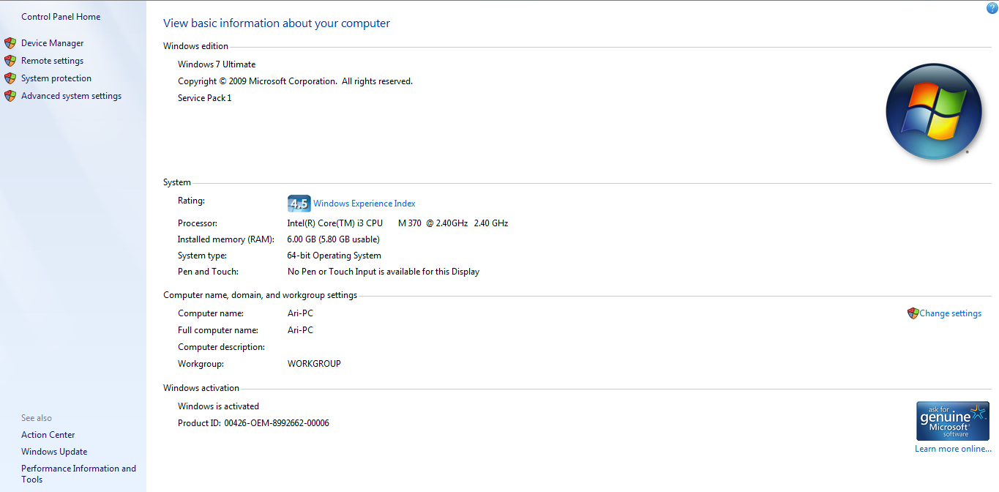 Control Panel Home
Device Manager
Remote settings
System protection
Advanced system settings
See also
Action Center
Windows Update
Performance Information and
Tools
?
View basic information about your computer
Windows edition
Windows 7 Ultimate
Copyright © 2009 Microsoft Corporation.  All rights reserved.
Service Pack 1
System
Rating: 4,5 Windows Experience Index
Processor: Intel(R) Core(TM) i3 CPU M 370 @ 2.40GHz 2.40 GHz
Installed memory (RAM): 6.00 GB (5.80 GB usable)
System type: 64-bit Operating System
Pen and Touch: No Pen or Touch Input is available for this Display
Computer name, domain, and workgroup settings
Computer name: Ari-PC
Change settings
Full computer name: Ari-PC
Computer description:
Workgroup: WORKGROUP
Windows activation
Windows is activated
Product ID: 00426-OEM-8992662-00006
ask for
genuine
Microsoft®
software
Learn more online...